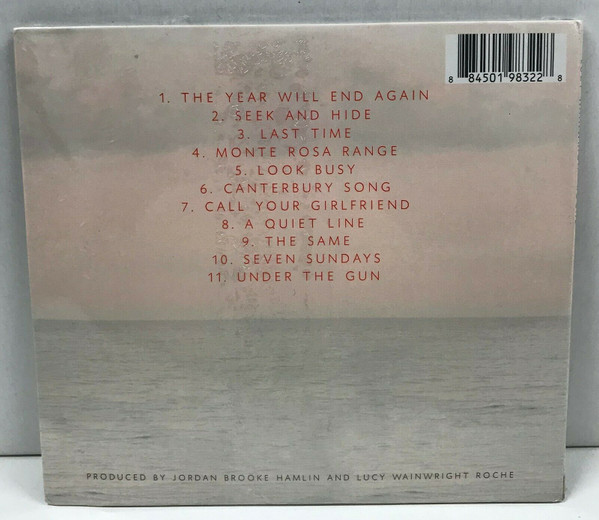 8 84501 98322 8
1. THE YEAR WILL END AGAIN
2. SEEK AND HIDE
3. LAST TIME
4. MONTE ROSA RANGE
5. LOOK BUSY
6. CANTERBURY SONG
7. CALL YOUR GIRLFRIEND
8. A QUIET LINE
9. THE SAME
10. SEVEN SUNDAYS
11. UNDER THE GUN
PRODUCED BY JORDAN BROOKE HAMLIN AND LUCY WAINWRIGHT ROCHE